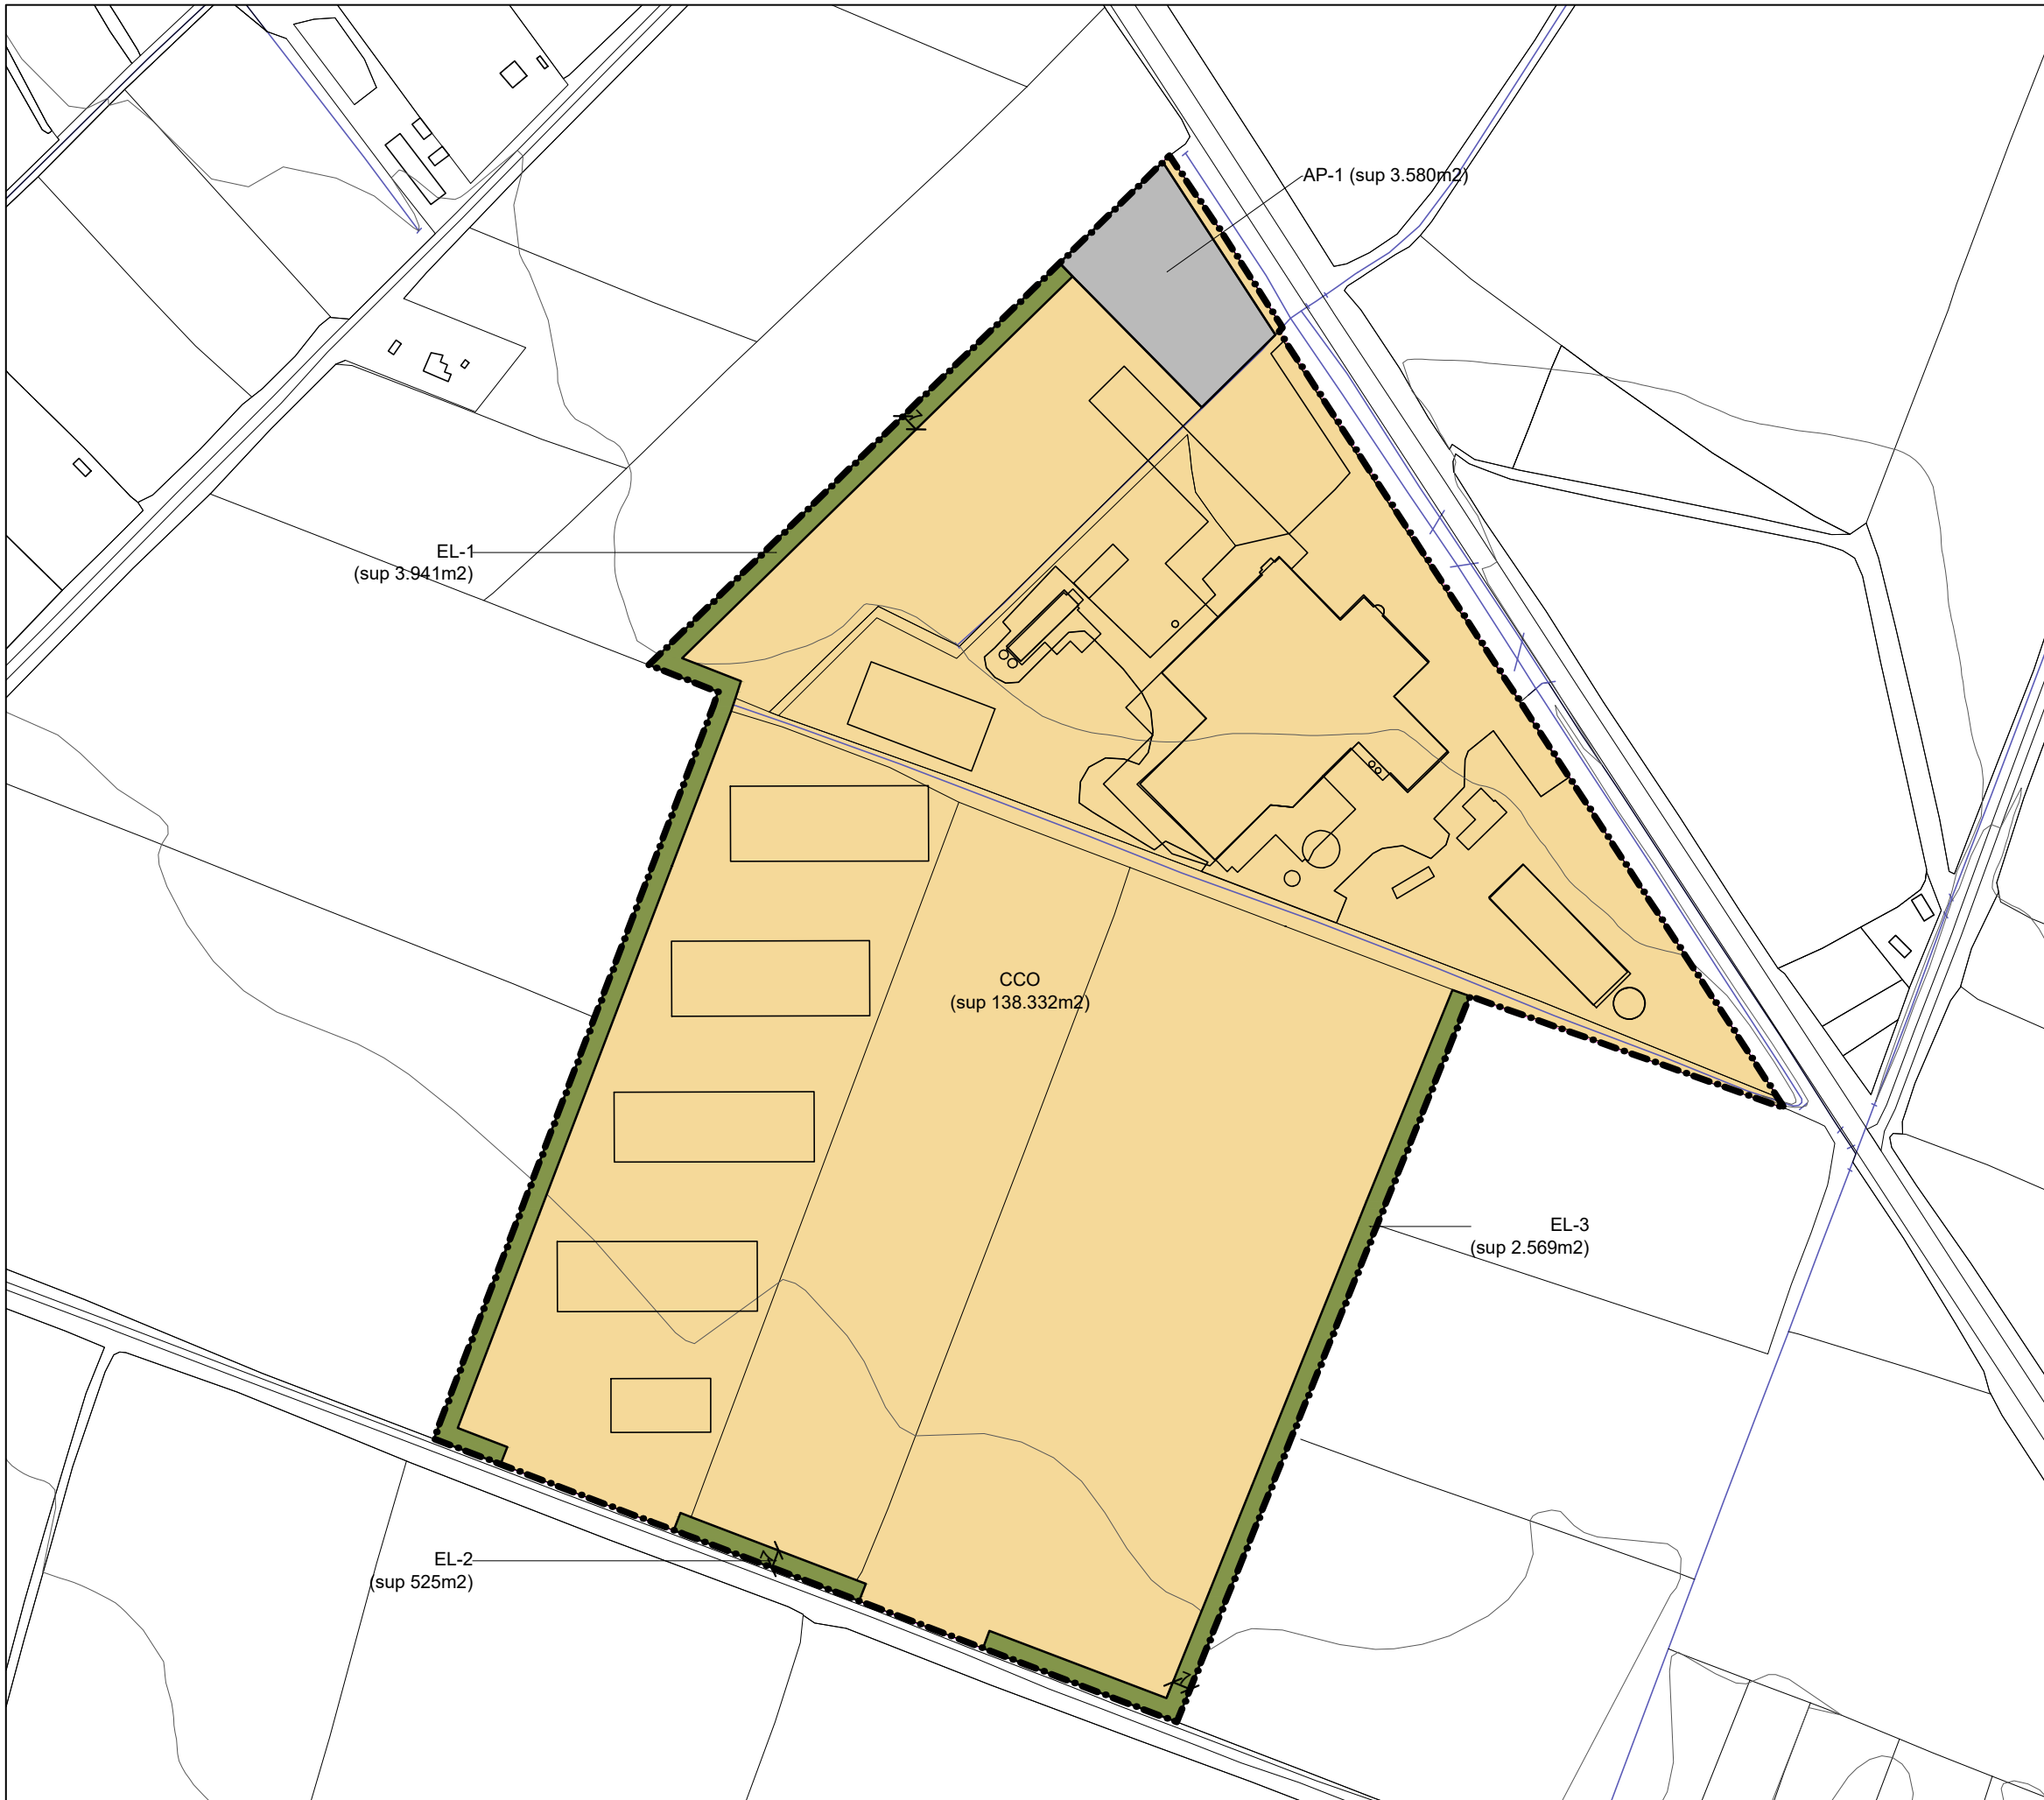 AP-1 (sup 3.580m2)
EL-1
(sup 3.941m2)
CCO
(sup 138.332m2)
EL-3
(sup 2.569m2)
EL-2
(sup 525m2)